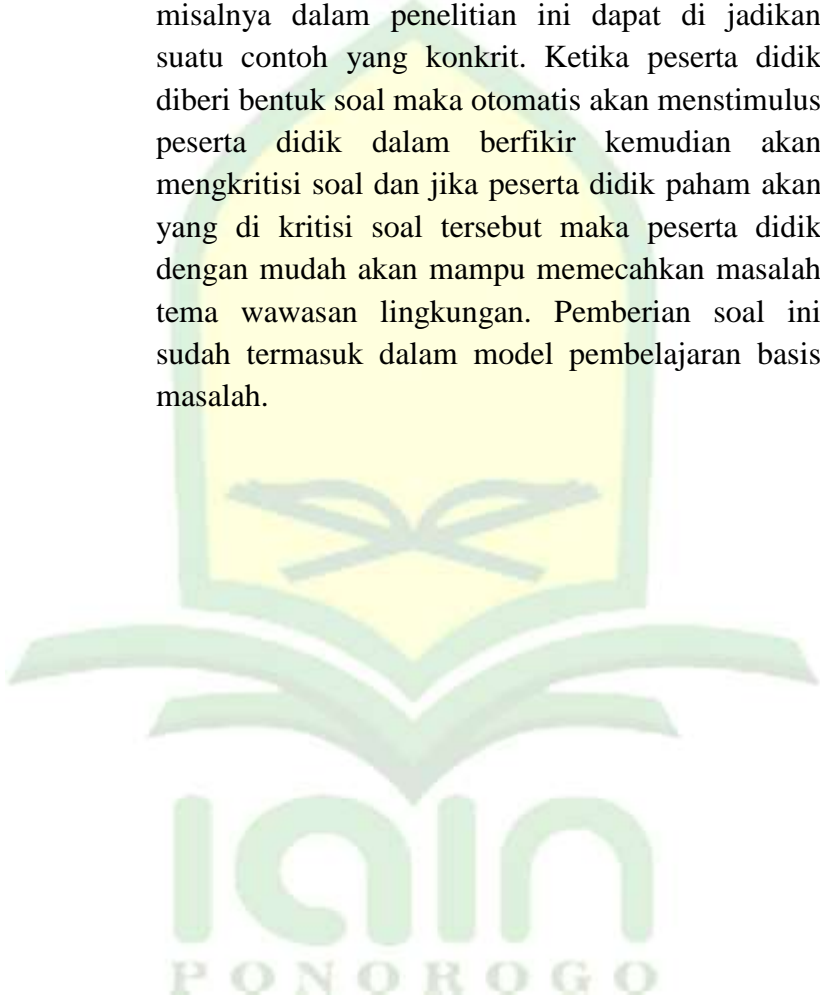 misalnya dalam penelitian ini dapat di jadikan
suatu contoh yang konkrit. Ketika peserta didik
diberi bentuk soal maka otomatis akan menstimulus
peserta didik dalam berfikir kemudian akan
mengkritisi soal dan jika peserta didik paham akan
yang di kritisi soal tersebut maka peserta didik
dengan mudah akan mampu memecahkan masalah
tema wawasan lingkungan. Pemberian soal ini
sudah termasuk dalam model pembelajaran basis
masalah.
IAIN
PONOROGO